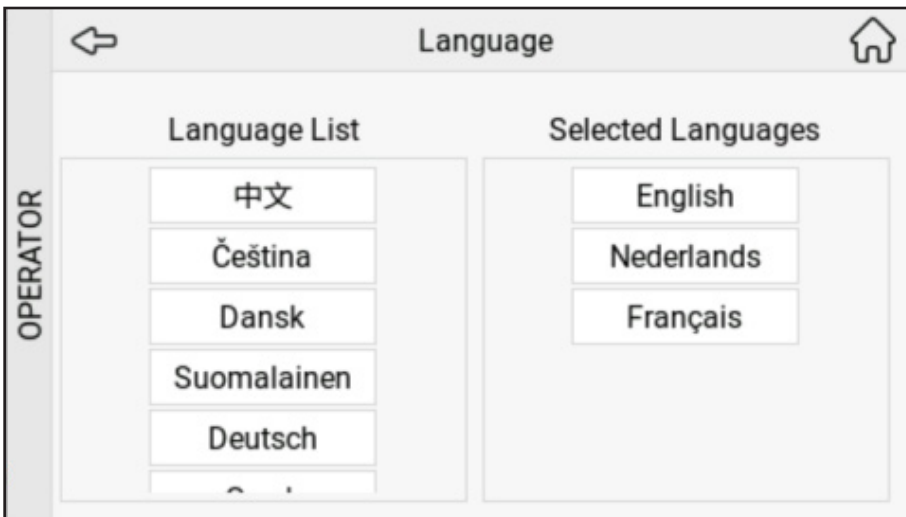 Language
OPERATOR
Language List
中文
Čeština
Dansk
Suomalainen
Deutsch
Selected Languages
English
Nederlands
Français